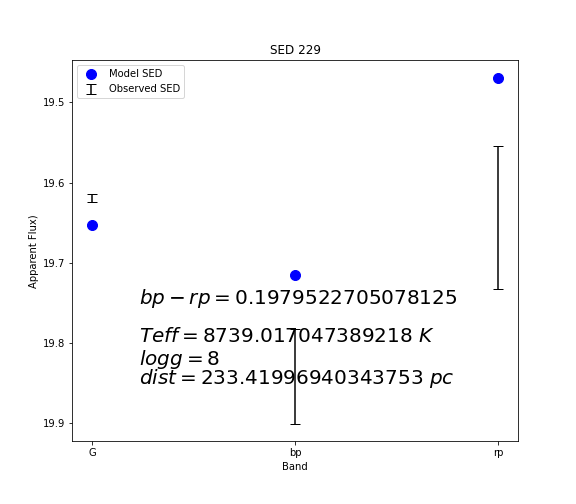 SED 229
Model SED
Observed SED
19.5
19.6
19.7
19.8
19.9
Apparent Flux)
bp − rp = 0.1979522705078125
Teff = 8739.017047389218 K
logg = 8
dist = 233.41996940343753 pc
G
bp
rp
Band